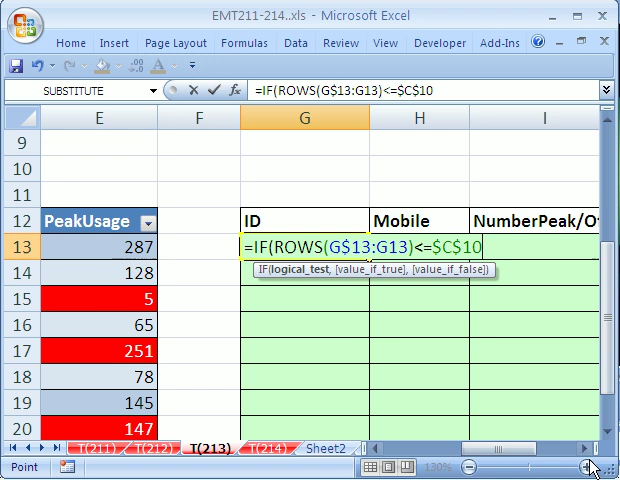 EMT211-214..xls - Microsoft Excel
Home Insert Page Layout Formulas Data Review View Developer Add-Ins
SUBSTITUTE =IF(ROWS(G$13:G13)<=$C$10
E F G H I
9
10
11
12 PeakUsage ID Mobile NumberPeak/O
13 287 =IF(ROWS(G$13:G13)<=$C$10
14 128 IF(logical_test, [value_if_true], [value_if_false])
15 5
16 65
17 251
18 78
19 145
20 147
T(211) T(212) T(213) T(214) Sheet2
Point 130%